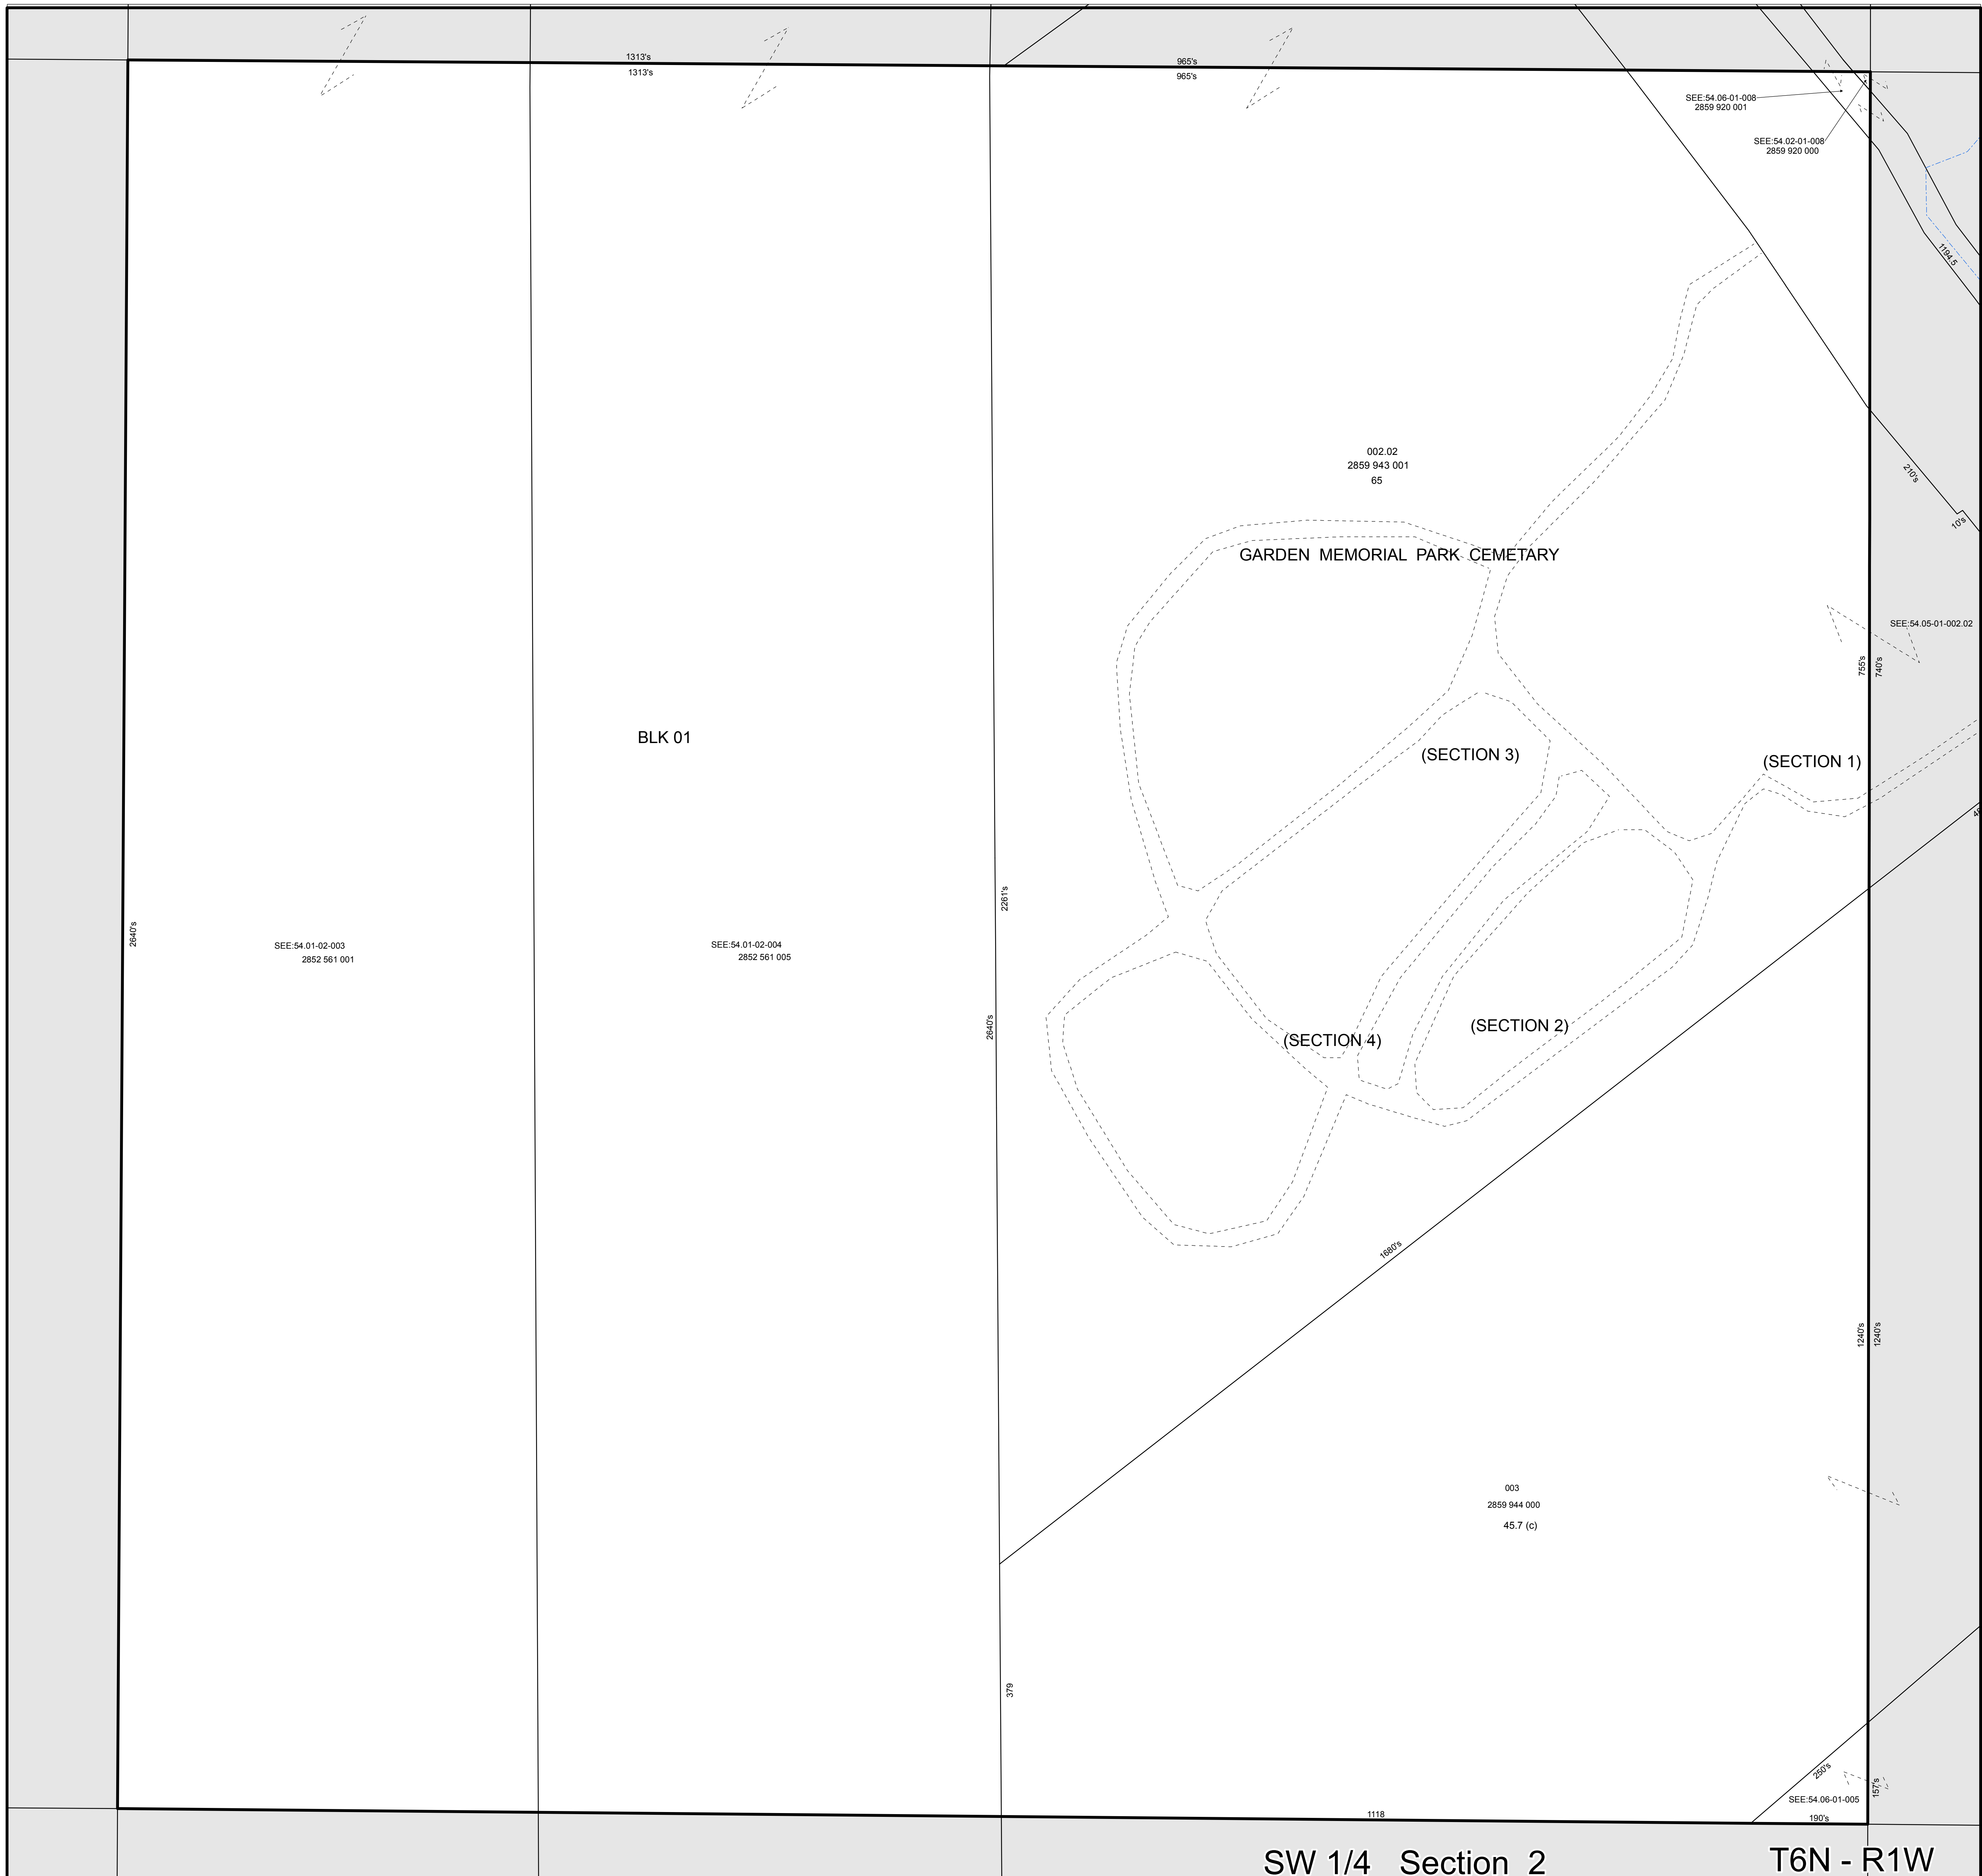 1313's
1313's
965's
965's
SEE:54.06-01-008
2859 920 001
SEE:54.02-01-008
2859 920 000
1194.5
002.02
2859 943 001
65
210's
10's
GARDEN MEMORIAL PARK CEMETARY
SEE:54.05-01-002.02
755's
740's
BLK 01
(SECTION 3)
(SECTION 1)
2261's
2640's
SEE:54.01-02-003
2852 561 001
SEE:54.01-02-004
2852 561 005
2640's
(SECTION 4)
(SECTION 2)
1680's
1240's
1240's
003
2859 944 000
45.7 (c)
379
250's
157's
SEE:54.06-01-005
1118
190's
SW 1/4 Section 2
T6N - R1W